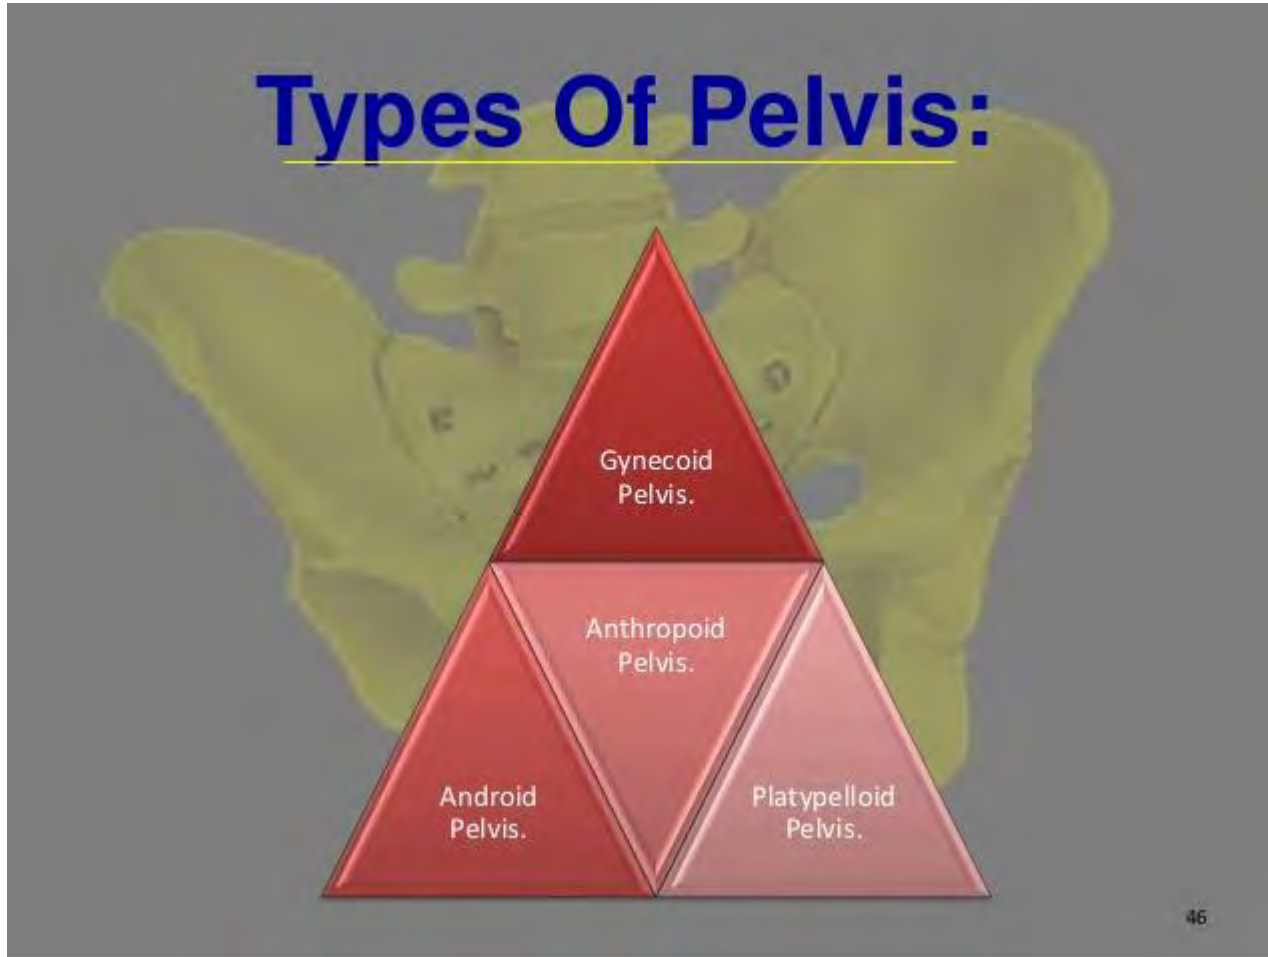 Types Of Pelvis:
Gynecoid
Pelvis.
Anthropoid
Pelvis.
Android
Pelvis.
Platypelloid
Pelvis.
46